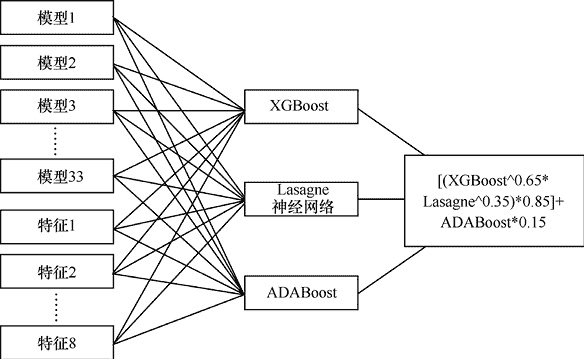 模型1
模型2
模型3
模型33
特征1
特征2
特征8
XGBoost
Lasagne
神经网络
ADABoost
[(XGBoost^0.65*
Lasagne^0.35)*0.85]+
ADABoost*0.15